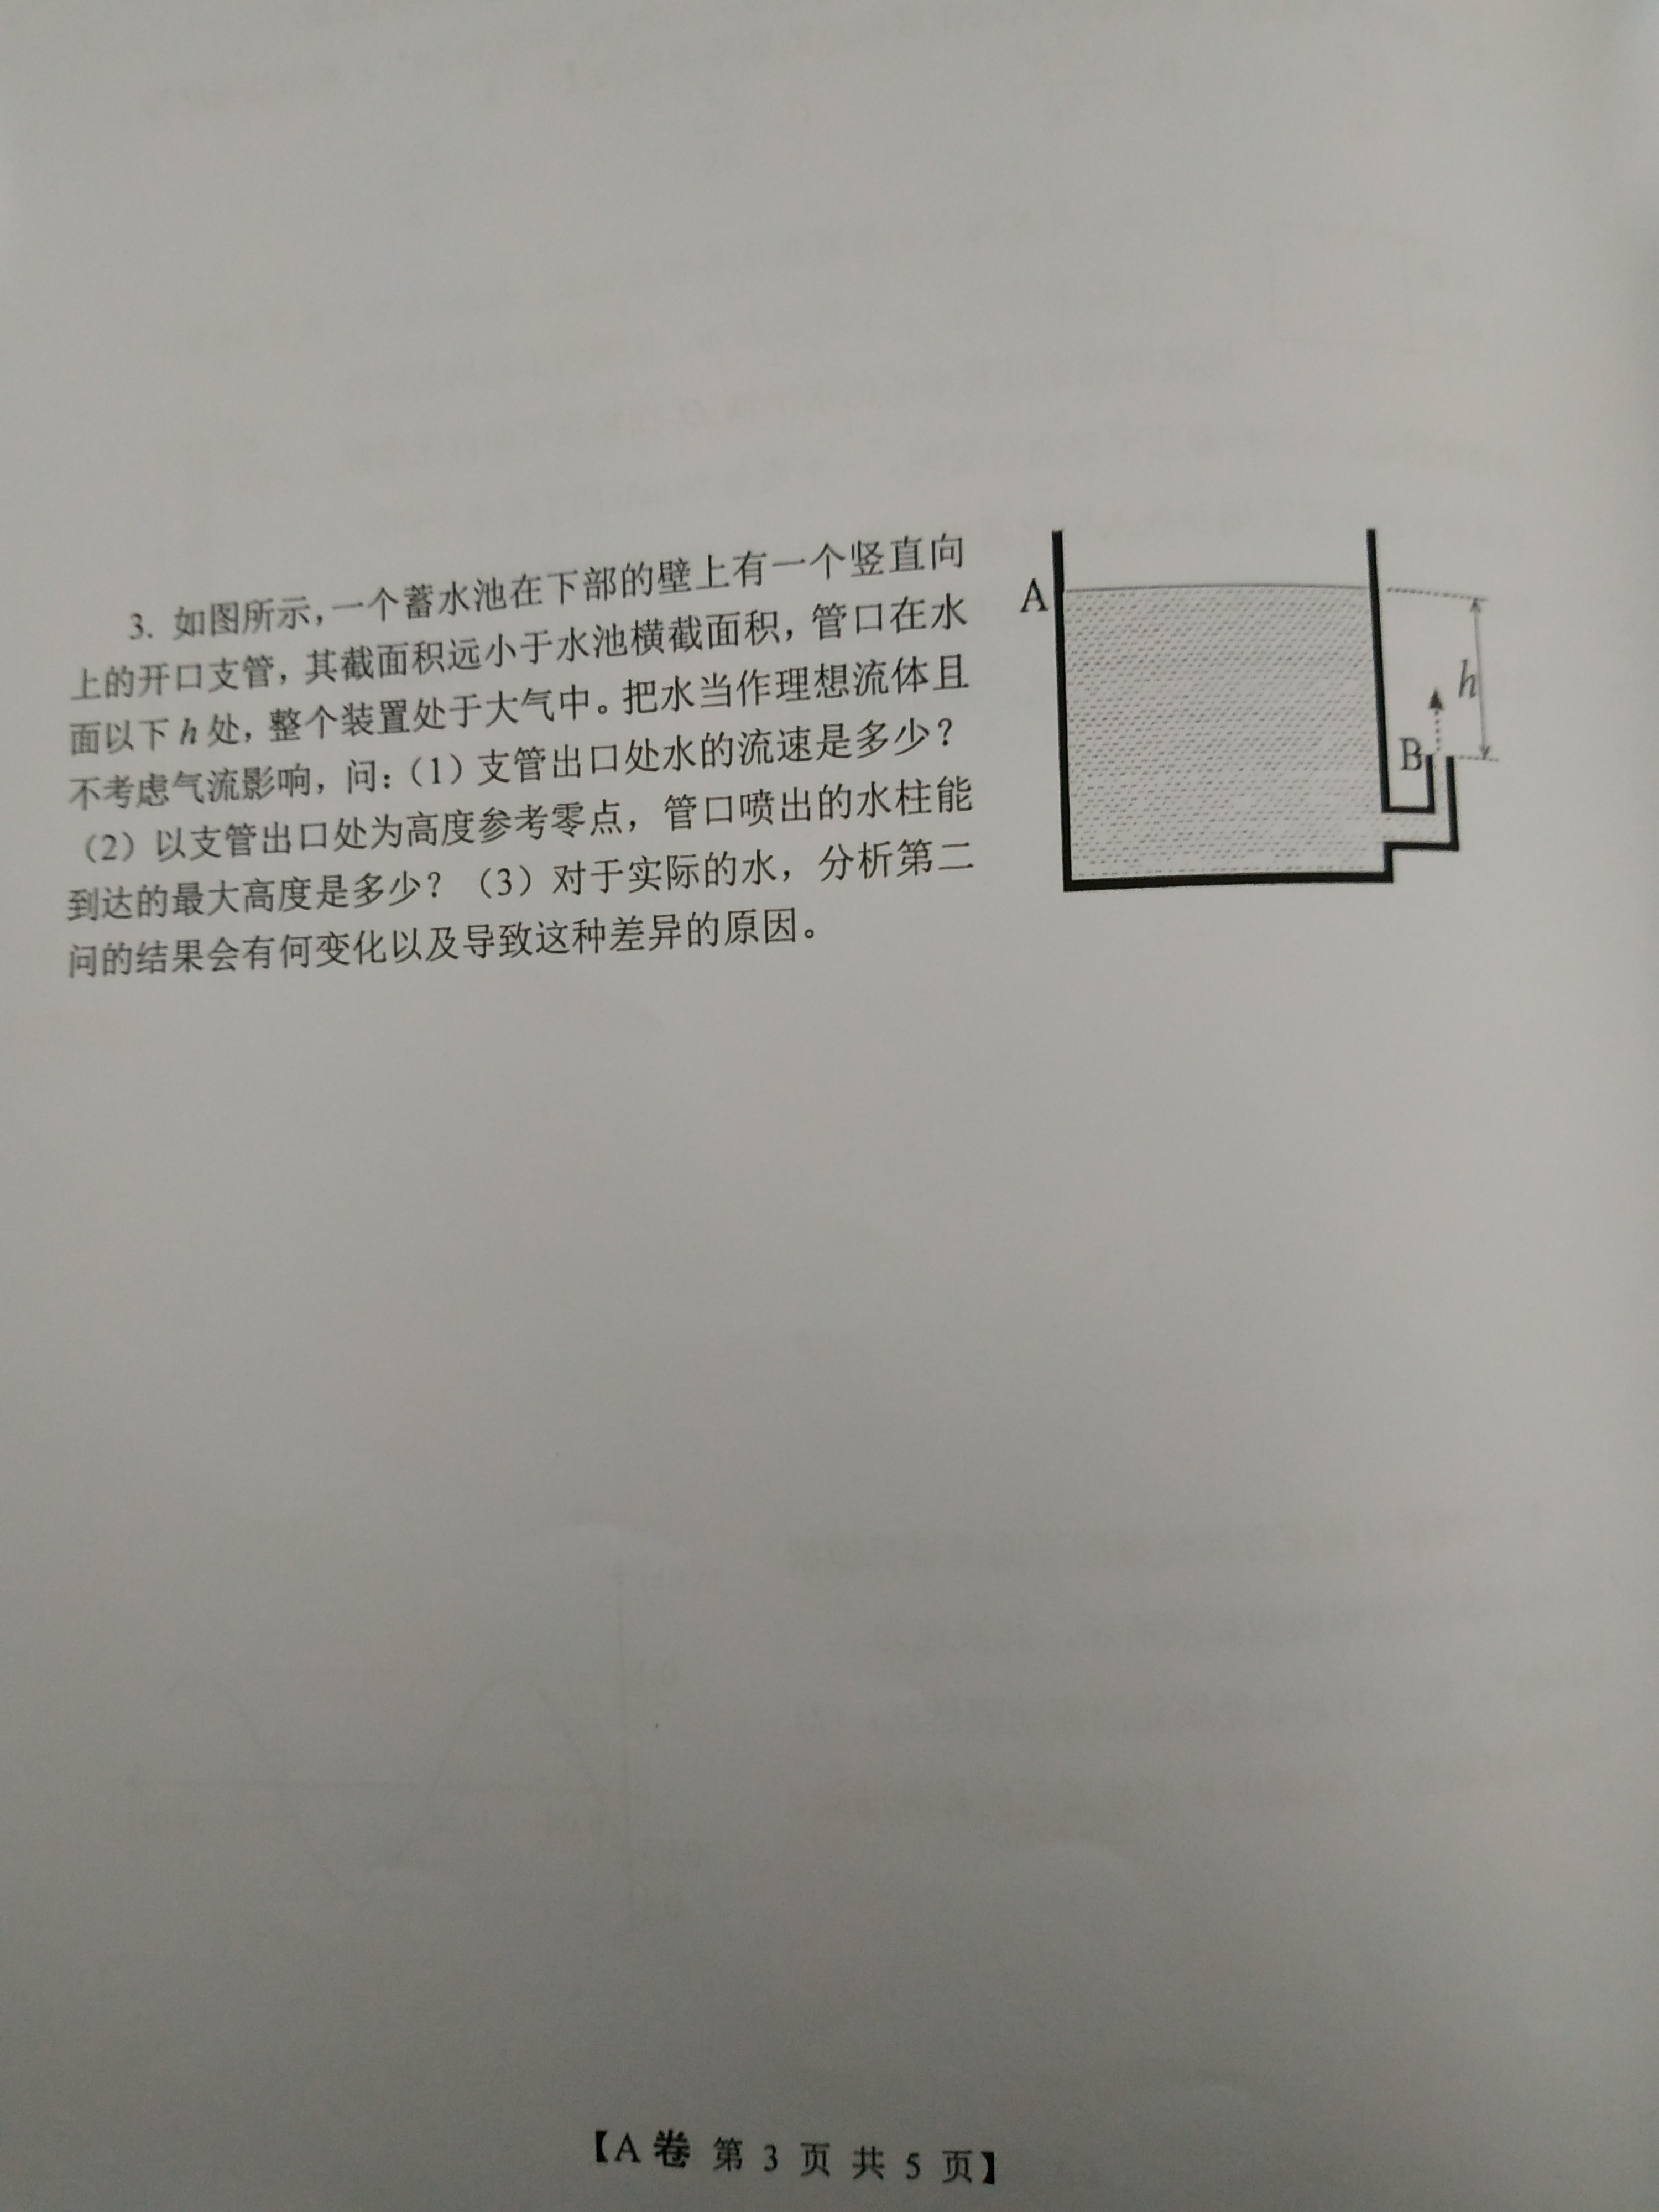 3. 如图所示，一个蓄水池在下部的壁上有一个竖直向
上的开口支管，其截面积远小于水池横截面积，管口在水
面以下 h 处，整个装置处于大气中。把水当作理想流体且
不考虑气流影响，问：（1）支管出口处水的流速是多少？
（2）以支管出口处为高度参考零点，管口喷出的水柱能
到达的最大高度是多少？（3）对于实际的水，分析第二
问的结果会有何变化以及导致这种差异的原因。
A
h
B
【A 卷 第 3 页 共 5 页】